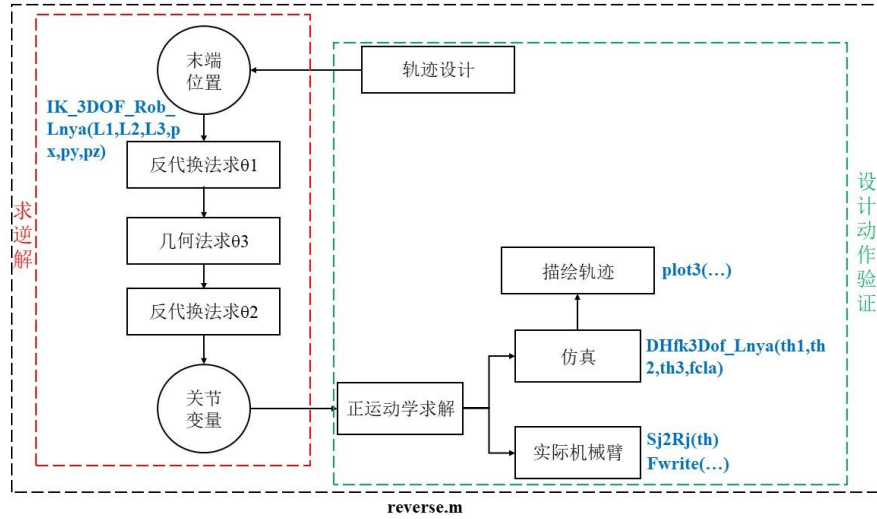 末端
位置
轨迹设计
IK_3DOF_Rob_
Lnya(L1,L2,L3,p
x,py,pz)
反代换法求θ1
求逆解
几何法求θ3
反代换法求θ2
关节
变量
设计动作验证
描绘轨迹
plot3(…)
仿真
DHfk3Dof_Lnya(th1,th
2,th3,fcla)
正运动学求解
实际机械臂
Sj2Rj(th)
Fwrite(…)
reverse.m